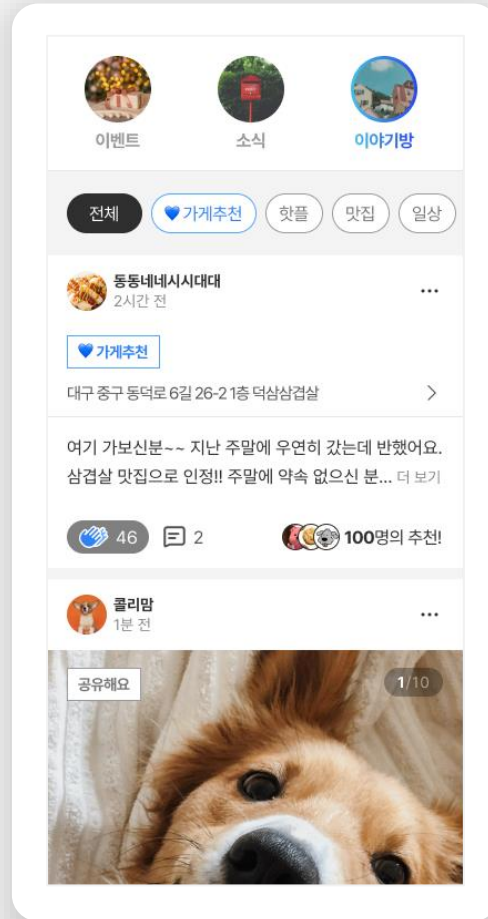 이벤트
소식
이야기방
전체
💙가게추천
핫플
맛집
일상
동동네네시시대대
2시간 전
💙가게추천
대구 중구 동덕로 6길 26-2 1층 덕삼삼겹살
여기 가보신분~~ 지난 주말에 우연히 갔는데 반했어요.
삼겹살 맛집으로 인정!! 주말에 약속 없으신 분... 더 보기
46
2
100명의 추천!
콜리맘
1분 전
공유해요
1/10